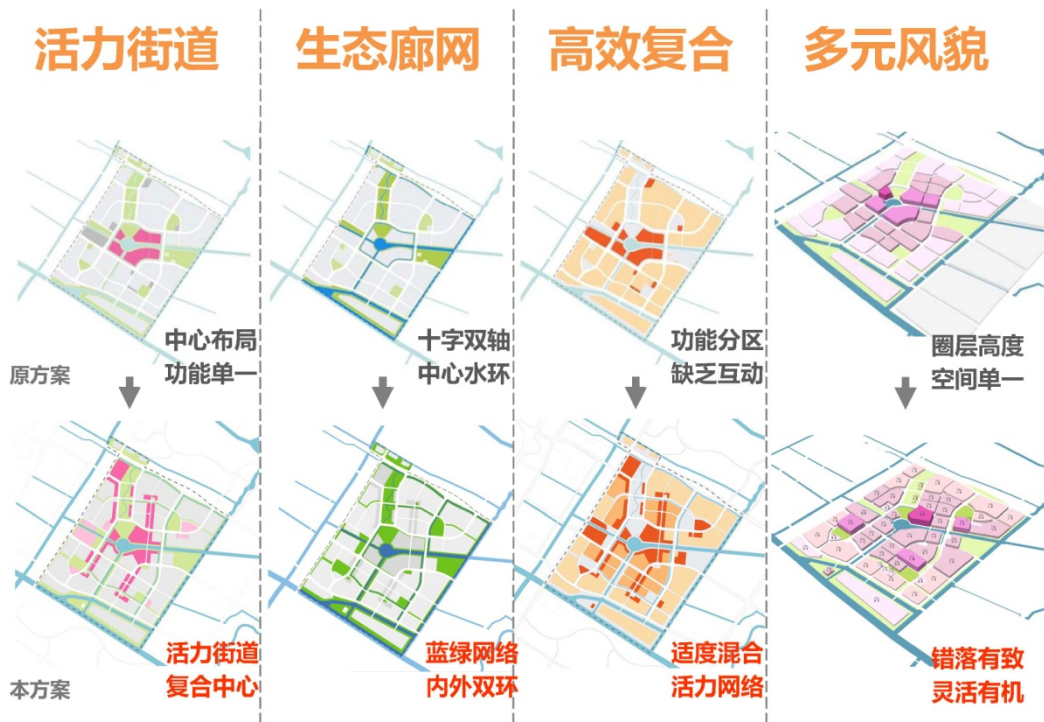 活力街道
生态廊网
高效复合
多元风貌
原方案
中心布局
功能单一
十字双轴
中心水环
功能分区
缺乏互动
圈层高度
空间单一
本方案
活力街道
复合中心
蓝绿网络
内外双环
适度混合
活力网络
错落有致
灵活有机